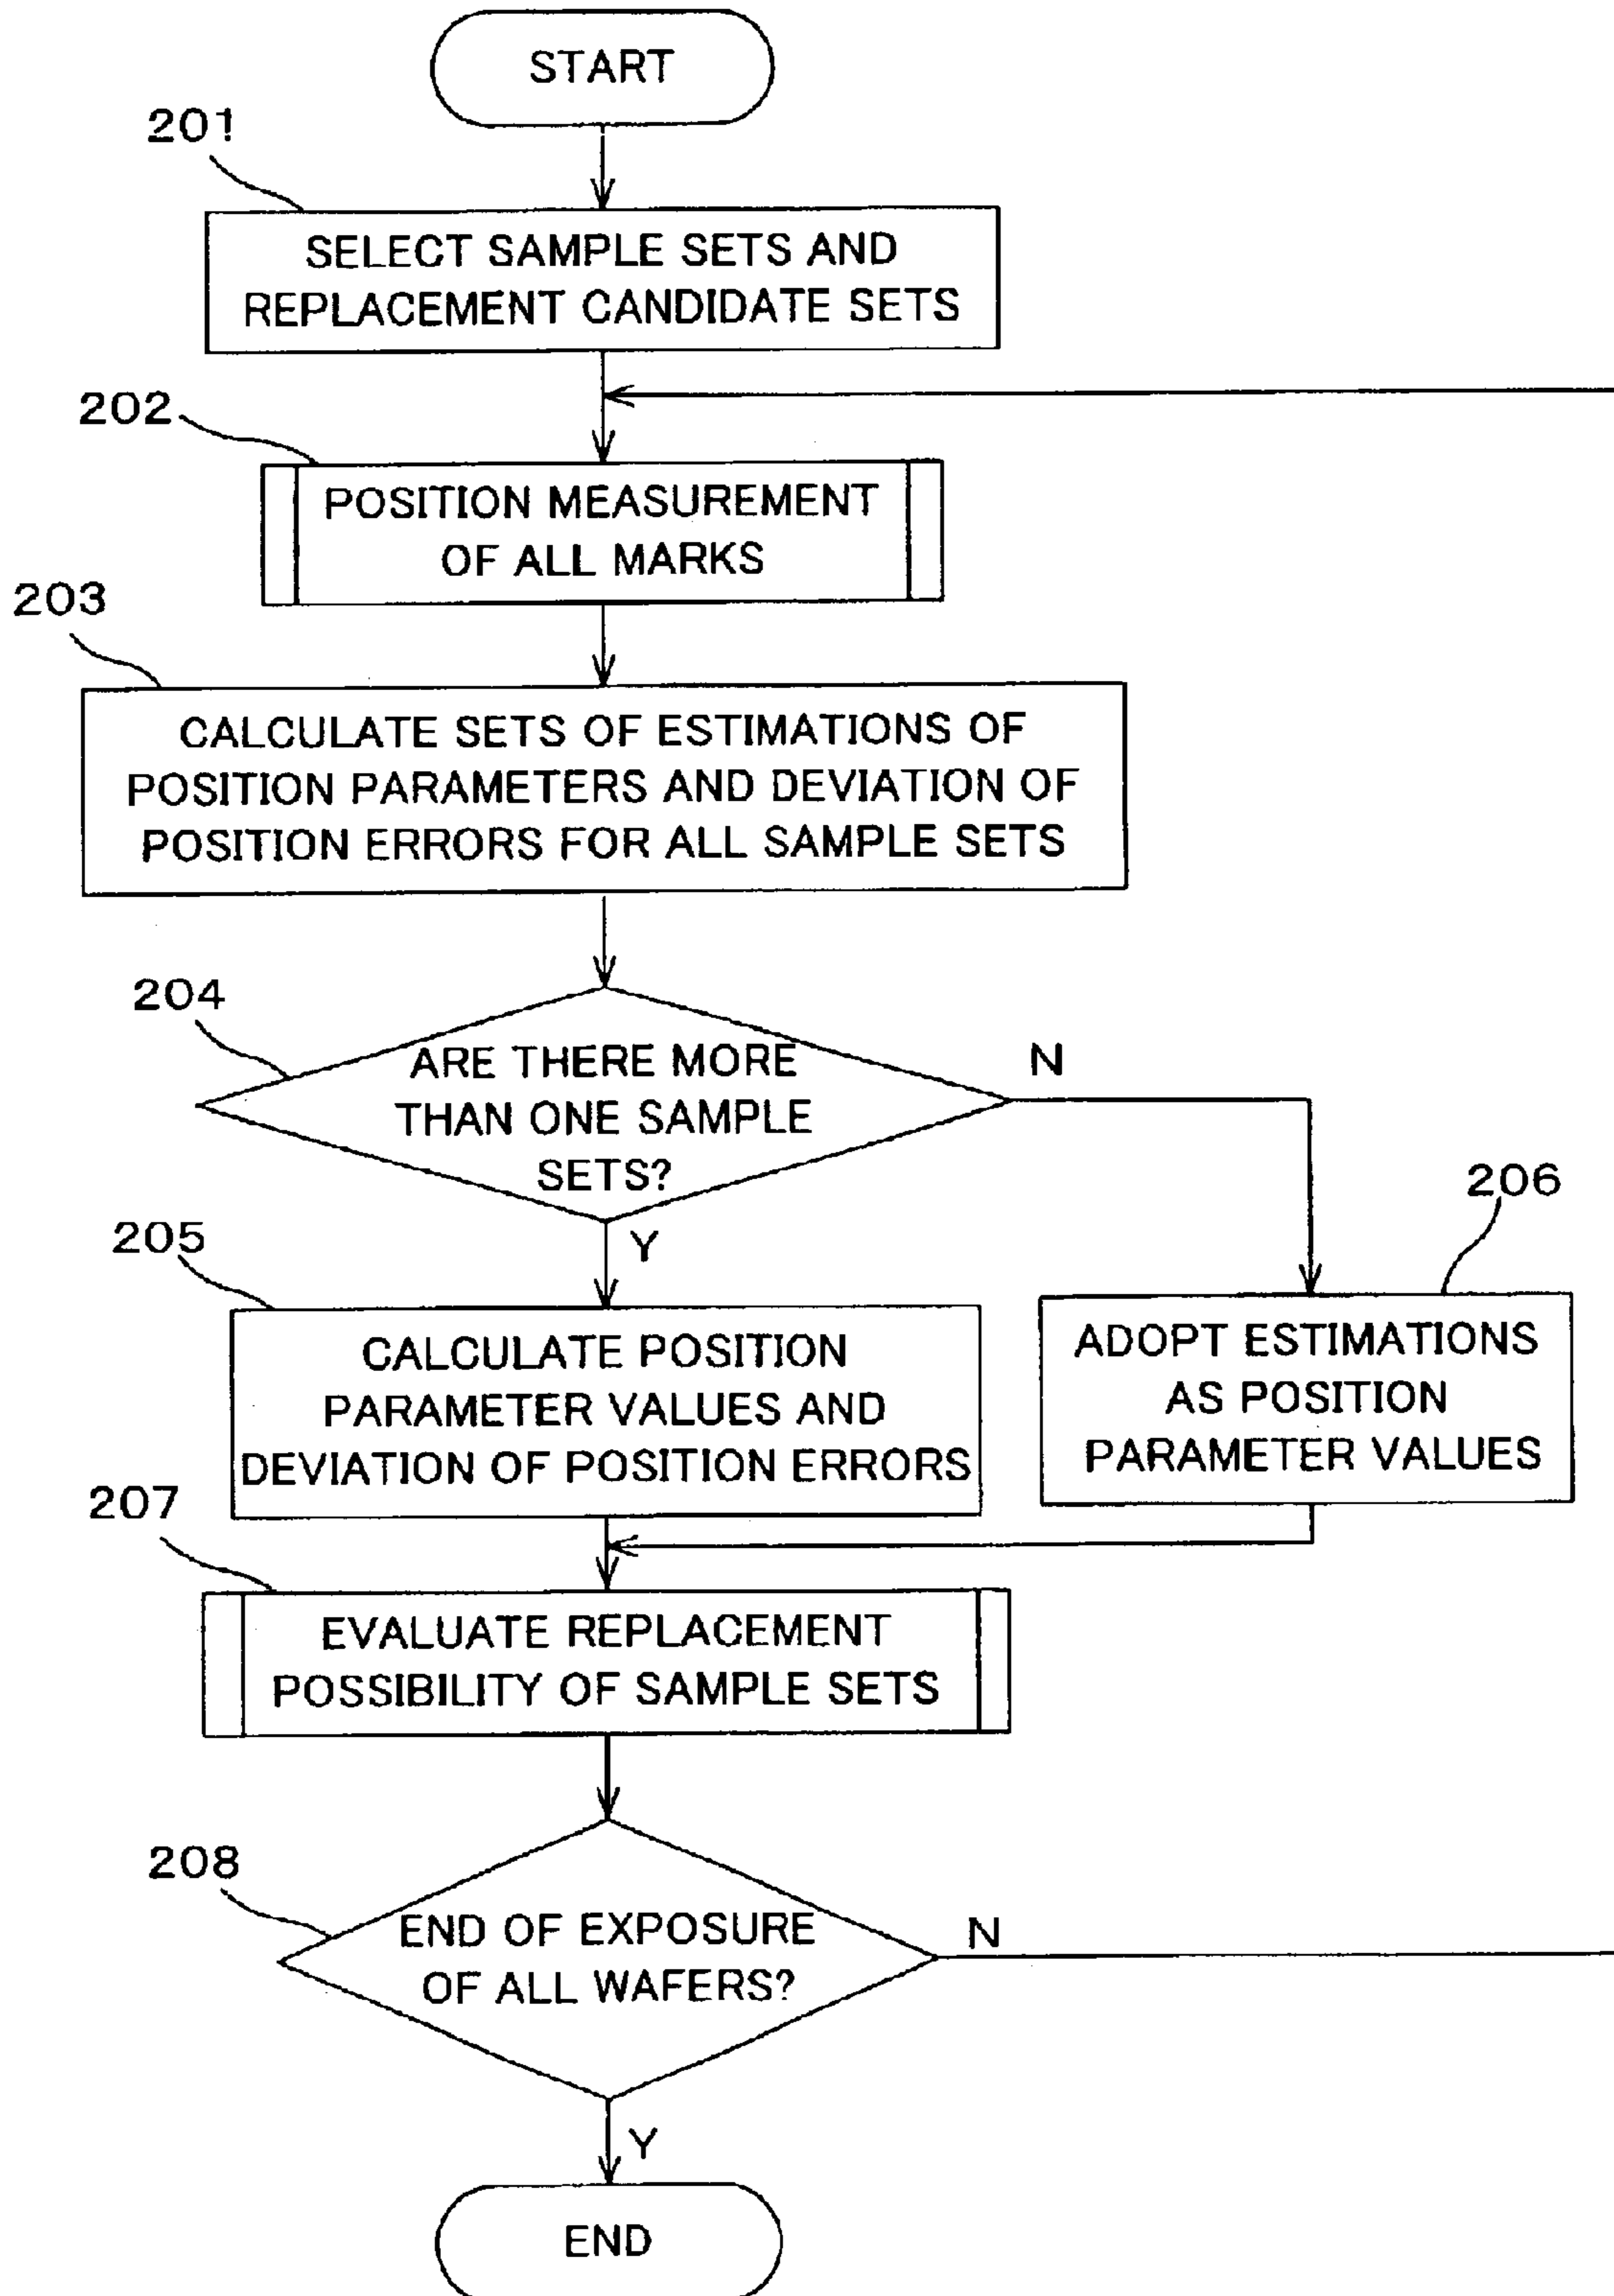 START
201
SELECT SAMPLE SETS AND
REPLACEMENT CANDIDATE SETS
202
POSITION MEASUREMENT
OF ALL MARKS
203
CALCULATE SETS OF ESTIMATIONS OF
POSITION PARAMETERS AND DEVIATION OF
POSITION ERRORS FOR ALL SAMPLE SETS
204
ARE THERE MORE
THAN ONE SAMPLE
SETS?
N
Y
205
CALCULATE POSITION
PARAMETER VALUES AND
DEVIATION OF POSITION ERRORS
206
ADOPT ESTIMATIONS
AS POSITION
PARAMETER VALUES
207
EVALUATE REPLACEMENT
POSSIBILITY OF SAMPLE SETS
208
END OF EXPOSURE
OF ALL WAFERS?
N
Y
END